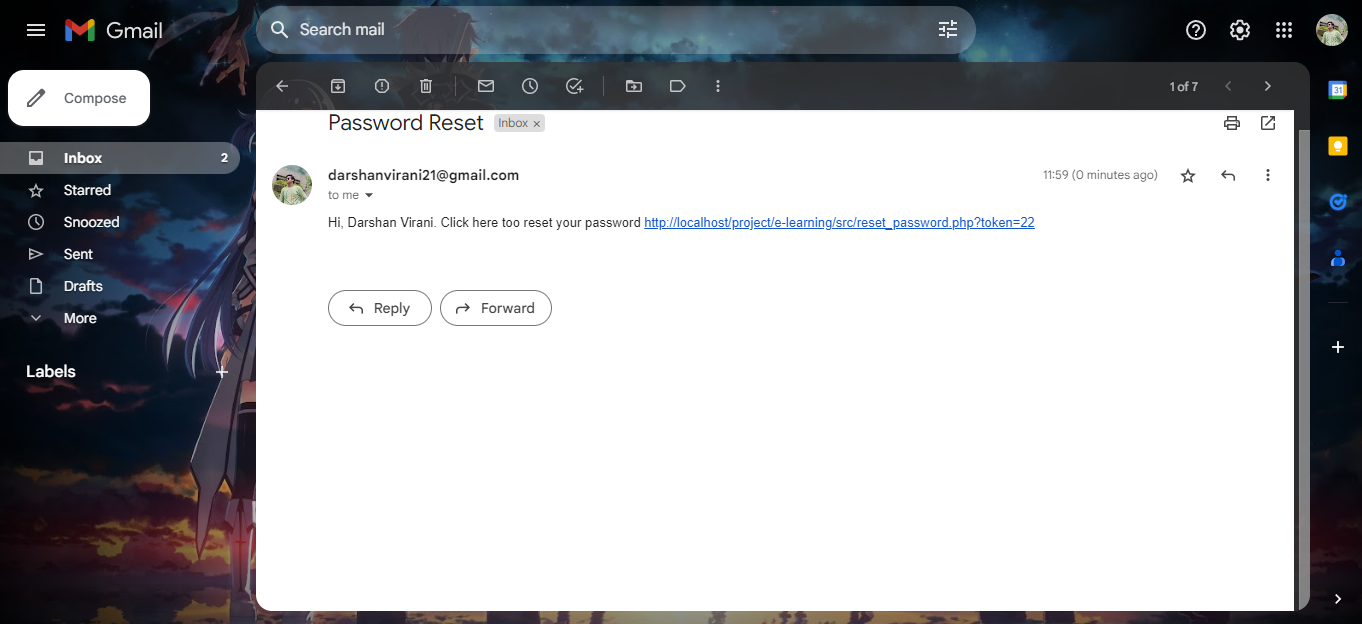 Gmail
Search mail
Compose
1 of 7
31
Password Reset Inbox ×
Inbox 2
darshanvirani21@gmail.com 11:59 (0 minutes ago)
Starred
to me
Snoozed
Hi, Darshan Virani. Click here too reset your password http://localhost/project/e-learning/src/reset_password.php?token=22
Sent
Drafts
Reply Forward
More
Labels +